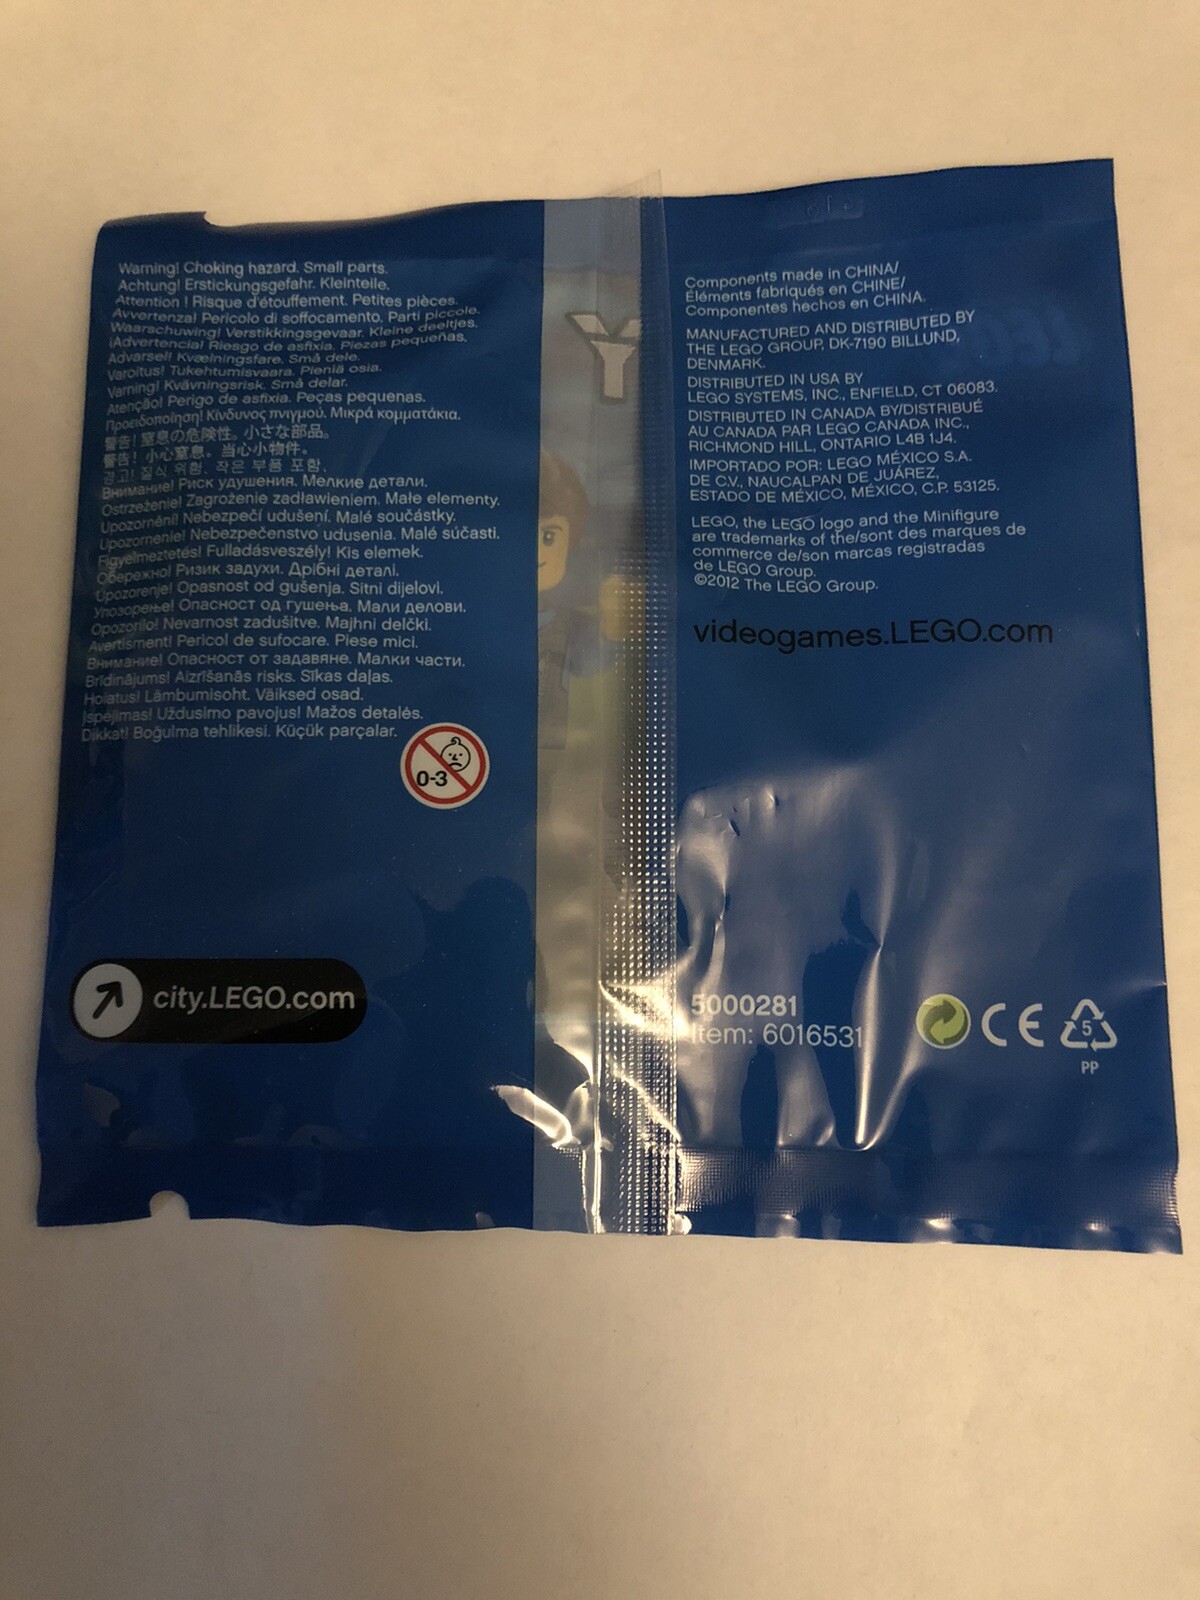 Warning! Choking hazard. Small parts.
Achtung! Erstickungsgefahr. Kleinteile.
Attention ! Risque d'étouffement. Petites pièces.
Avvertenza! Pericolo di soffocamento. Parti piccole.
Waarschuwing! Verstikkingsgevaar. Kleine deeltjes.
¡Advertencia! Riesgo de asfixia. Piezas pequeñas.
Advarsel! Kvælningsfare. Små dele.
Varoitus! Tukehtumisvaara. Pieniä osia.
Varning! Kvävningsrisk. Små delar.
Atenção! Perigo de asfixia. Peças pequenas.
Προειδοποίηση! Κίνδυνος πνιγμού. Μικρά κομματάκια.
警告！窒息の危険性。小さな部品。
警告！小心窒息。当心小物件。
경고! 질식 위험. 작은 부품 포함.
Внимание! Риск удушения. Мелкие детали.
Ostrzeżenie! Zagrożenie zadławieniem. Małe elementy.
Upozornění! Nebezpečí udušení. Malé součástky.
Upozornenie! Nebezpečenstvo udusenia. Malé súčasti.
Figyelmeztetés! Fulladásveszély! Kis elemek.
Обережно! Ризик задухи. Дрібні деталі.
Upozorenje! Opasnost od gušenja. Sitni dijelovi.
Упозорење! Опасност од гушења. Мали делови.
Opozorilo! Nevarnost zadušitve. Majhni delčki.
Avertisment! Pericol de sufocare. Piese mici.
Внимание! Опасност от задавяне. Малки части.
Brīdinājums! Aizrīšanās risks. Sīkas daļas.
Hoiatus! Lämbumisoht. Väiksed osad.
Įspėjimas! Uždusimo pavojus! Mažos detalės.
Dikkat! Boğulma tehlikesi. Küçük parçalar.
0-3
city.LEGO.com
Y
Components made in CHINA/
Éléments fabriqués en CHINE/
Componentes hechos en CHINA.
MANUFACTURED AND DISTRIBUTED BY
THE LEGO GROUP, DK-7190 BILLUND,
DENMARK.
DISTRIBUTED IN USA BY
LEGO SYSTEMS, INC., ENFIELD, CT 06083.
DISTRIBUTED IN CANADA BY/DISTRIBUÉ
AU CANADA PAR LEGO CANADA INC.,
RICHMOND HILL, ONTARIO L4B 1J4.
IMPORTADO POR: LEGO MÉXICO S.A.
DE C.V., NAUCALPAN DE JUÁREZ,
ESTADO DE MÉXICO, MÉXICO, C.P. 53125.
LEGO, the LEGO logo and the Minifigure
are trademarks of the/sont des marques de
commerce de/son marcas registradas
de LEGO Group.
©2012 The LEGO Group.
videogames.LEGO.com
5000281
Item: 6016531
CE
5
PP